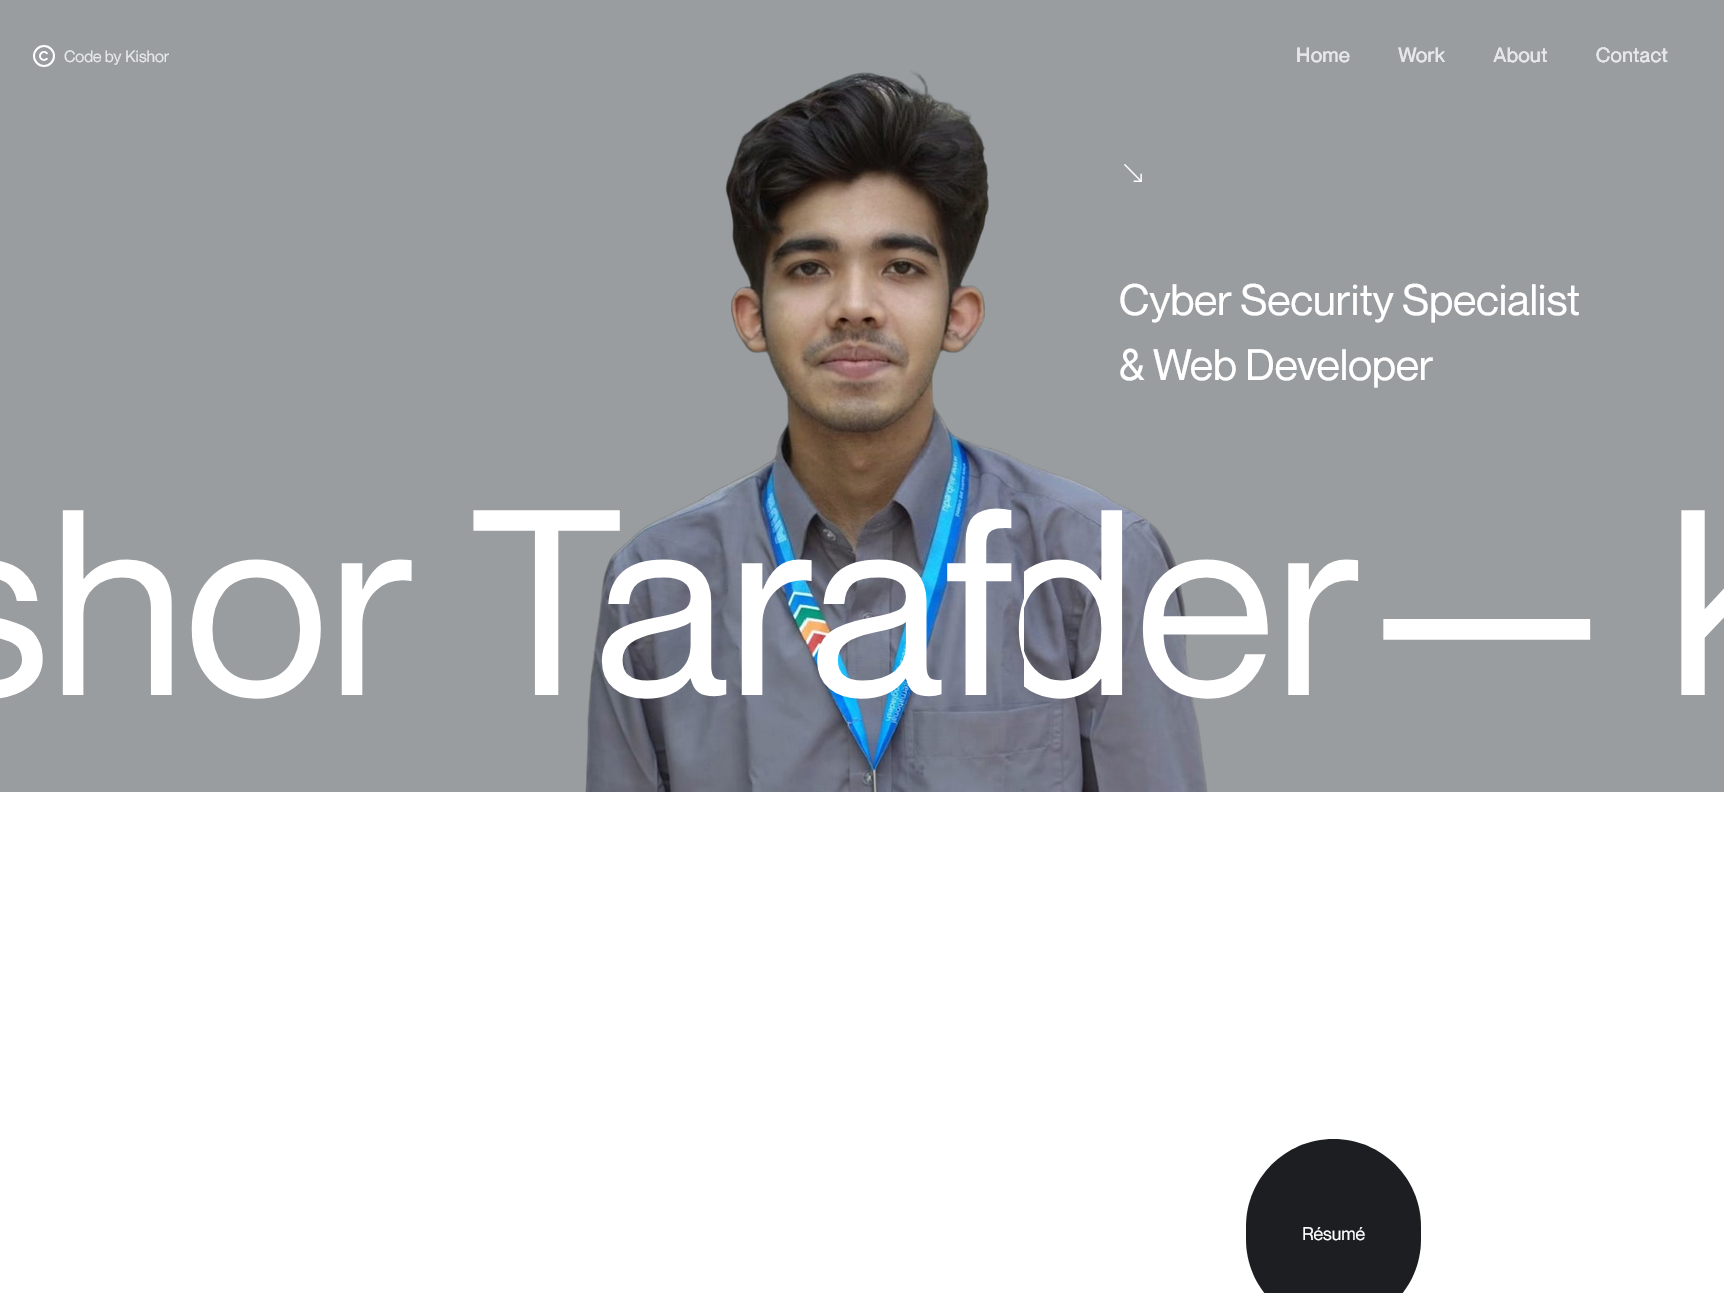 © Code by Kishor
Home Work About Contact
Cyber Security Specialist
& Web Developer
shor Tarafder— K
Résumé